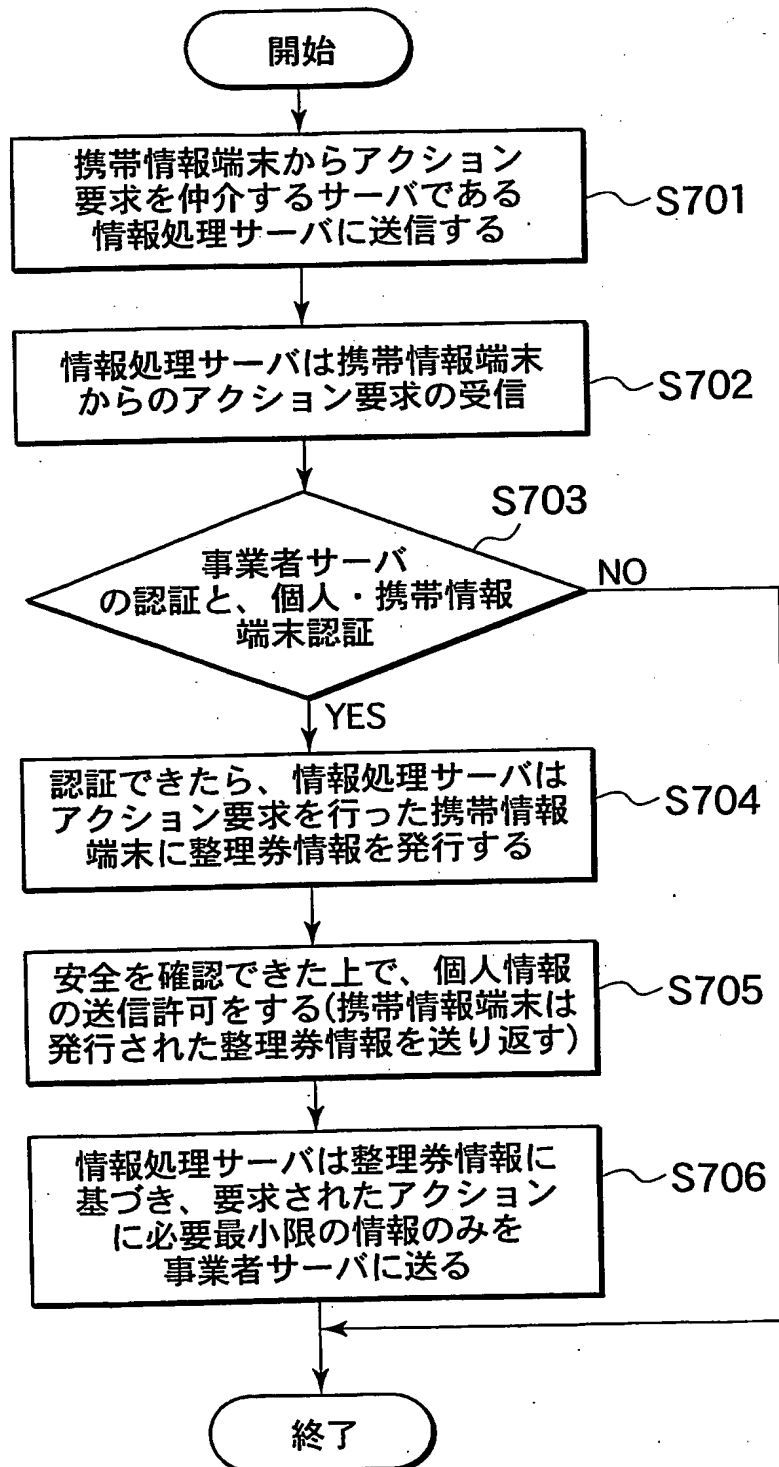 開始
携帯情報端末からアクション
要求を仲介するサーバである
情報処理サーバに送信する
S701
情報処理サーバは携帯情報端末
からのアクション要求の受信
S702
S703
事業者サーバ
の認証と、個人・携帯情報
端末認証
NO
YES
認証できたら、情報処理サーバは
アクション要求を行った携帯情報
端末に整理券情報を発行する
S704
安全を確認できた上で、個人情報
の送信許可をする(携帯情報端末は
発行された整理券情報を送り返す)
S705
情報処理サーバは整理券情報に
基づき、要求されたアクション
に必要最小限の情報のみを
事業者サーバに送る
S706
終了